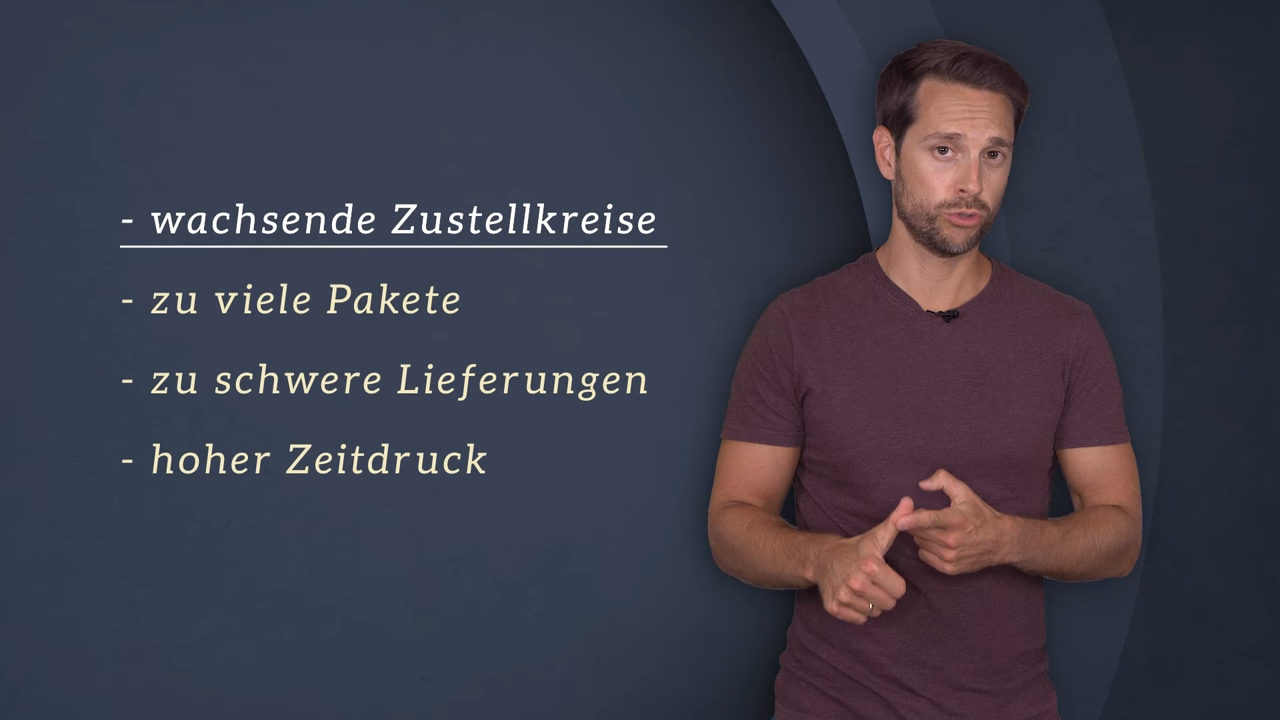 - wachsende Zustellkreise
- zu viele Pakete
- zu schwere Lieferungen
- hoher Zeitdruck